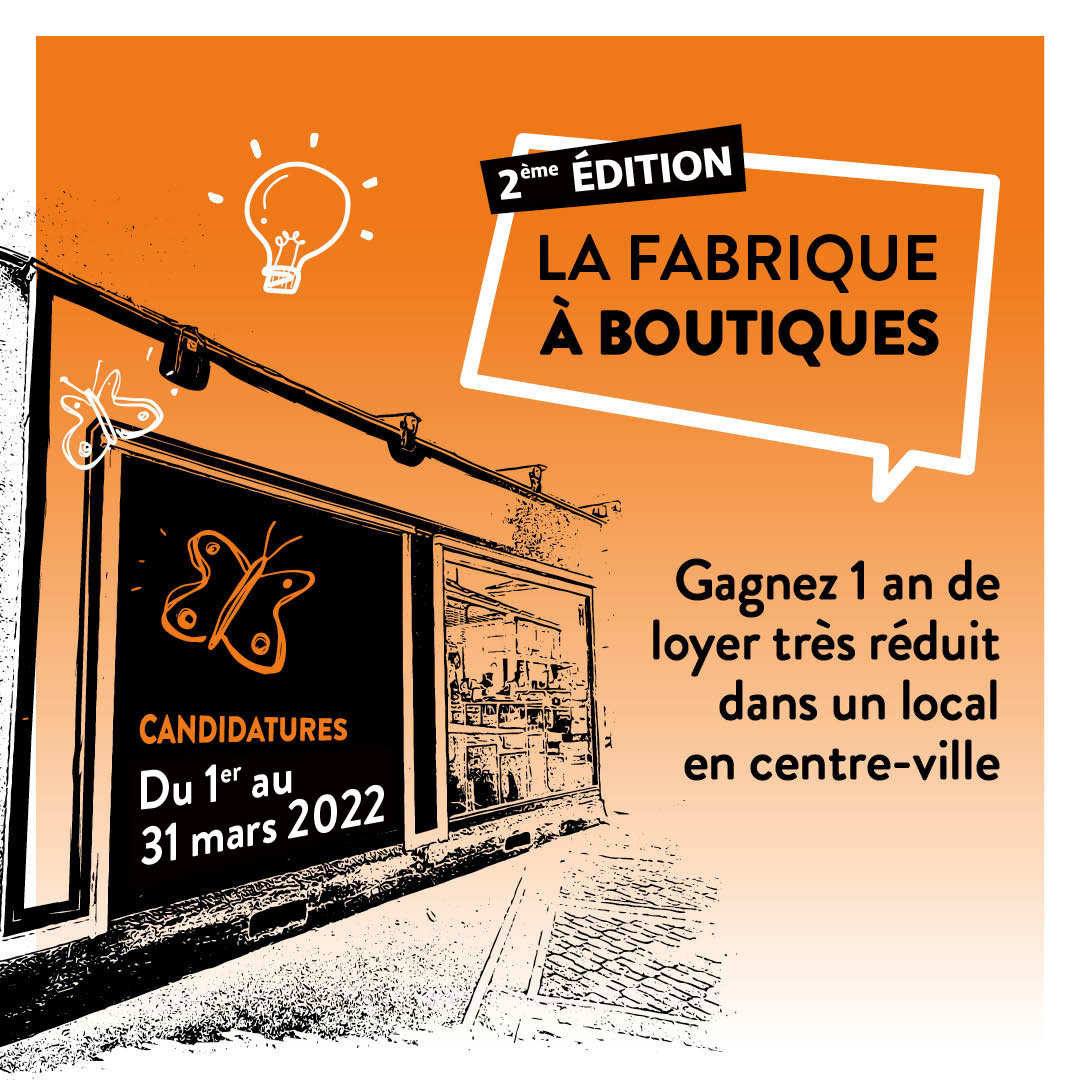 2ème ÉDITION
LA FABRIQUE
À BOUTIQUES
Gagnez 1 an de
loyer très réduit
dans un local
en centre-ville
CANDIDATURES
Du 1er au
31 mars 2022